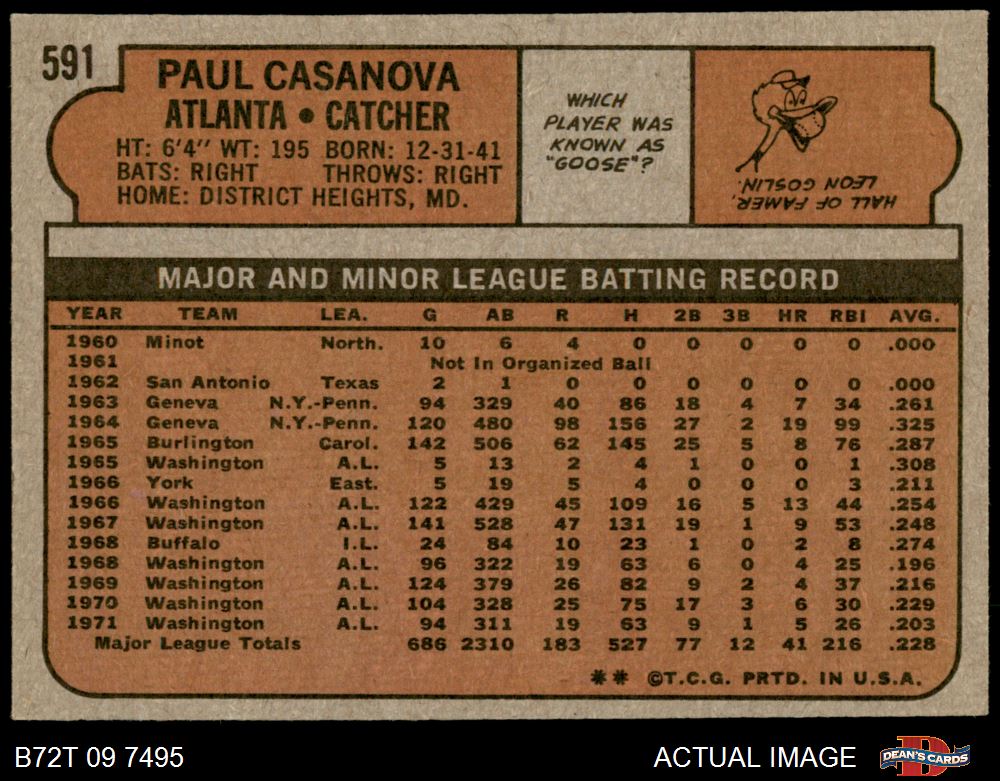 591
PAUL CASANOVA
ATLANTA • CATCHER
HT: 6'4" WT: 195 BORN: 12-31-41
BATS: RIGHT THROWS: RIGHT
HOME: DISTRICT HEIGHTS, MD.
WHICH
PLAYER WAS
KNOWN AS
"GOOSE"?
HALL OF FAMER,
LEON GOSLIN.
MAJOR AND MINOR LEAGUE BATTING RECORD
YEAR TEAM LEA. G AB R H 2B 3B HR RBI AVG.
1960 Minot North. 10 6 4 0 0 0 0 0 .000
1961 Not In Organized Ball
1962 San Antonio Texas 2 1 0 0 0 0 0 0 .000
1963 Geneva N.Y.-Penn. 94 329 40 86 18 4 7 34 .261
1964 Geneva N.Y.-Penn. 120 480 98 156 27 2 19 99 .325
1965 Burlington Carol. 142 506 62 145 25 5 8 76 .287
1965 Washington A.L. 5 13 2 4 1 0 0 1 .308
1966 York East. 5 19 5 4 0 0 0 3 .211
1966 Washington A.L. 122 429 45 109 16 5 13 44 .254
1967 Washington A.L. 141 528 47 131 19 1 9 53 .248
1968 Buffalo I.L. 24 84 10 23 1 0 2 8 .274
1968 Washington A.L. 96 322 19 63 6 0 4 25 .196
1969 Washington A.L. 124 379 26 82 9 2 4 37 .216
1970 Washington A.L. 104 328 25 75 17 3 6 30 .229
1971 Washington A.L. 94 311 19 63 9 1 5 26 .203
Major League Totals 686 2310 183 527 77 12 41 216 .228
** ©T.C.G. PRTD. IN U.S.A.
B72T 09 7495 ACTUAL IMAGE DEAN'S CARDS